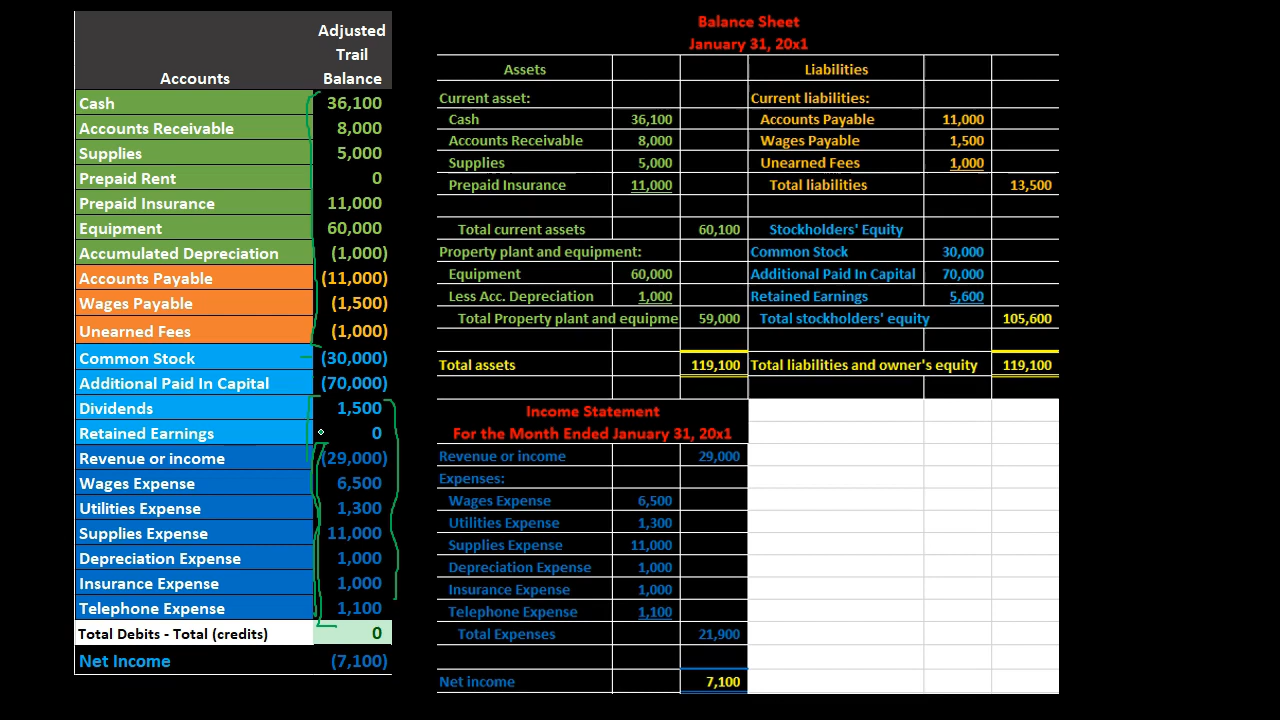 Accounts Adjusted Trail Balance
Cash 36,100
Accounts Receivable 8,000
Supplies 5,000
Prepaid Rent 0
Prepaid Insurance 11,000
Equipment 60,000
Accumulated Depreciation (1,000)
Accounts Payable (11,000)
Wages Payable (1,500)
Unearned Fees (1,000)
Common Stock (30,000)
Additional Paid In Capital (70,000)
Dividends 1,500
Retained Earnings 0
Revenue or income (29,000)
Wages Expense 6,500
Utilities Expense 1,300
Supplies Expense 11,000
Depreciation Expense 1,000
Insurance Expense 1,000
Telephone Expense 1,100
Total Debits - Total (credits) 0
Net Income (7,100)
Balance Sheet
January 31, 20x1
Assets Liabilities
Current asset: Current liabilities:
Cash 36,100 Accounts Payable 11,000
Accounts Receivable 8,000 Wages Payable 1,500
Supplies 5,000 Unearned Fees 1,000
Prepaid Insurance 11,000 Total liabilities 13,500
Total current assets 60,100 Stockholders' Equity
Property plant and equipment: Common Stock 30,000
Equipment 60,000 Additional Paid In Capital 70,000
Less Acc. Depreciation 1,000 Retained Earnings 5,600
Total Property plant and equipme 59,000 Total stockholders' equity 105,600
Total assets 119,100 Total liabilities and owner's equity 119,100
Income Statement
For the Month Ended January 31, 20x1
Revenue or income 29,000
Expenses:
Wages Expense 6,500
Utilities Expense 1,300
Supplies Expense 11,000
Depreciation Expense 1,000
Insurance Expense 1,000
Telephone Expense 1,100
Total Expenses 21,900
Net income 7,100